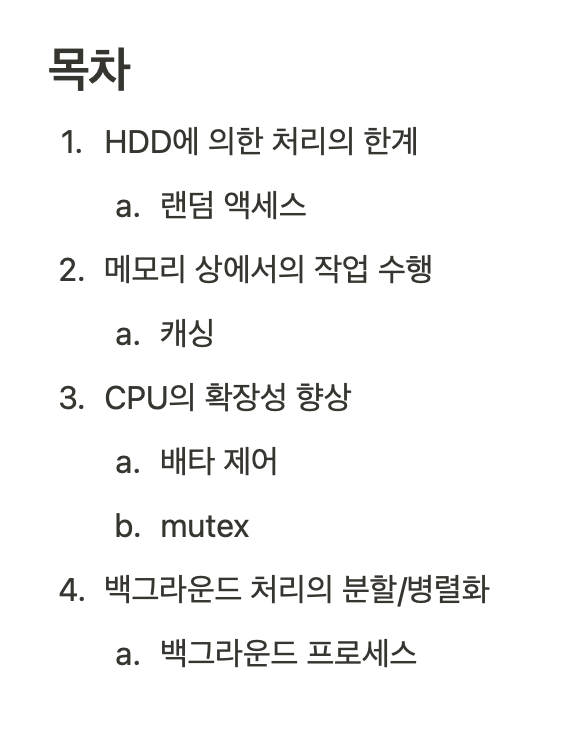 목차
1. HDD에 의한 처리의 한계
a. 랜덤 액세스
2. 메모리 상에서의 작업 수행
a. 캐싱
3. CPU의 확장성 향상
a. 배타 제어
b. mutex
4. 백그라운드 처리의 분할/병렬화
a. 백그라운드 프로세스